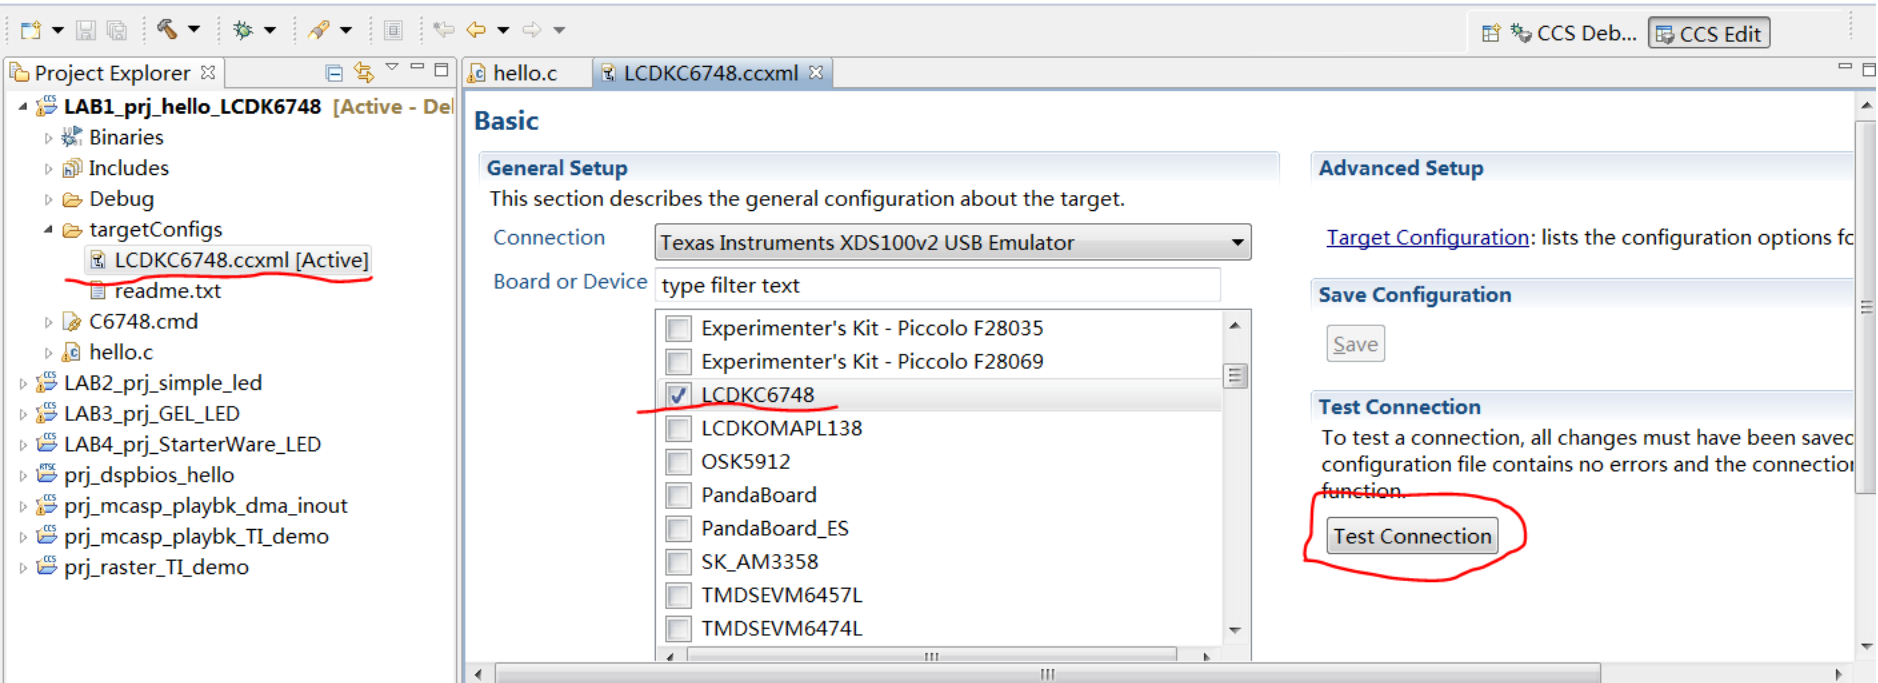 CCS Deb...
CCS Edit
Project Explorer
hello.c
LCDKC6748.ccxml
LAB1_prj_hello_LCDK6748 [Active - De
Binaries
Includes
Debug
targetConfigs
LCDKC6748.ccxml [Active]
readme.txt
C6748.cmd
hello.c
LAB2_prj_simple_led
LAB3_prj_GEL_LED
LAB4_prj_StarterWare_LED
prj_dspbios_hello
prj_mcasp_playbk_dma_inout
prj_mcasp_playbk_TI_demo
prj_raster_TI_demo
Basic
General Setup
This section describes the general configuration about the target.
Connection
Texas Instruments XDS100v2 USB Emulator
Board or Device
type filter text
Experimenter's Kit - Piccolo F28035
Experimenter's Kit - Piccolo F28069
LCDKC6748
LCDKOMAPL138
OSK5912
PandaBoard
PandaBoard_ES
SK_AM3358
TMDSEVM6457L
TMDSEVM6474L
Advanced Setup
Target Configuration: lists the configuration options fo
Save Configuration
Save
Test Connection
To test a connection, all changes must have been saved
configuration file contains no errors and the connection
function.
Test Connection